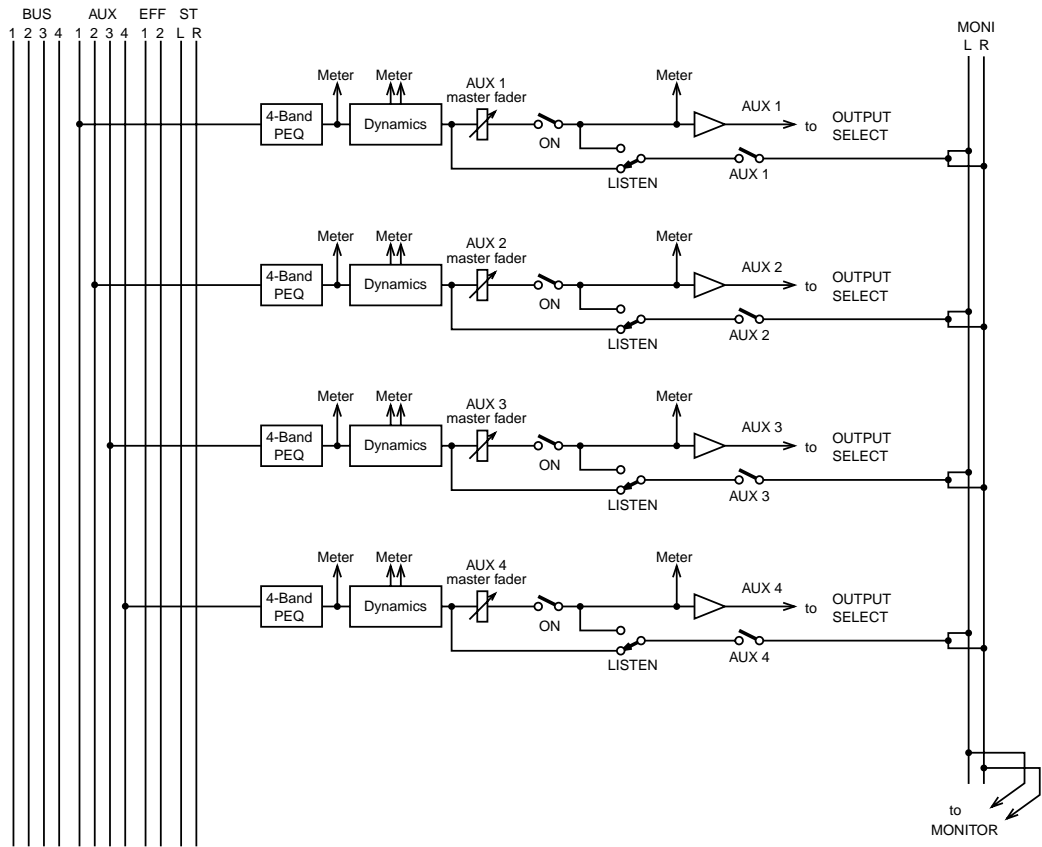 BUS AUX EFF ST
1 2 3 4 1 2 3 4 1 2 L R
MONI
L R
Meter Meter AUX 1 Meter
master fader
AUX 1
4-Band
PEQ
Dynamics
ON
to OUTPUT
SELECT
LISTEN
AUX 1
Meter Meter AUX 2 Meter
master fader
AUX 2
4-Band
PEQ
Dynamics
ON
to OUTPUT
SELECT
LISTEN
AUX 2
Meter Meter AUX 3 Meter
master fader
AUX 3
4-Band
PEQ
Dynamics
ON
to OUTPUT
SELECT
LISTEN
AUX 3
Meter Meter AUX 4 Meter
master fader
AUX 4
4-Band
PEQ
Dynamics
ON
to OUTPUT
SELECT
LISTEN
AUX 4
to
MONITOR